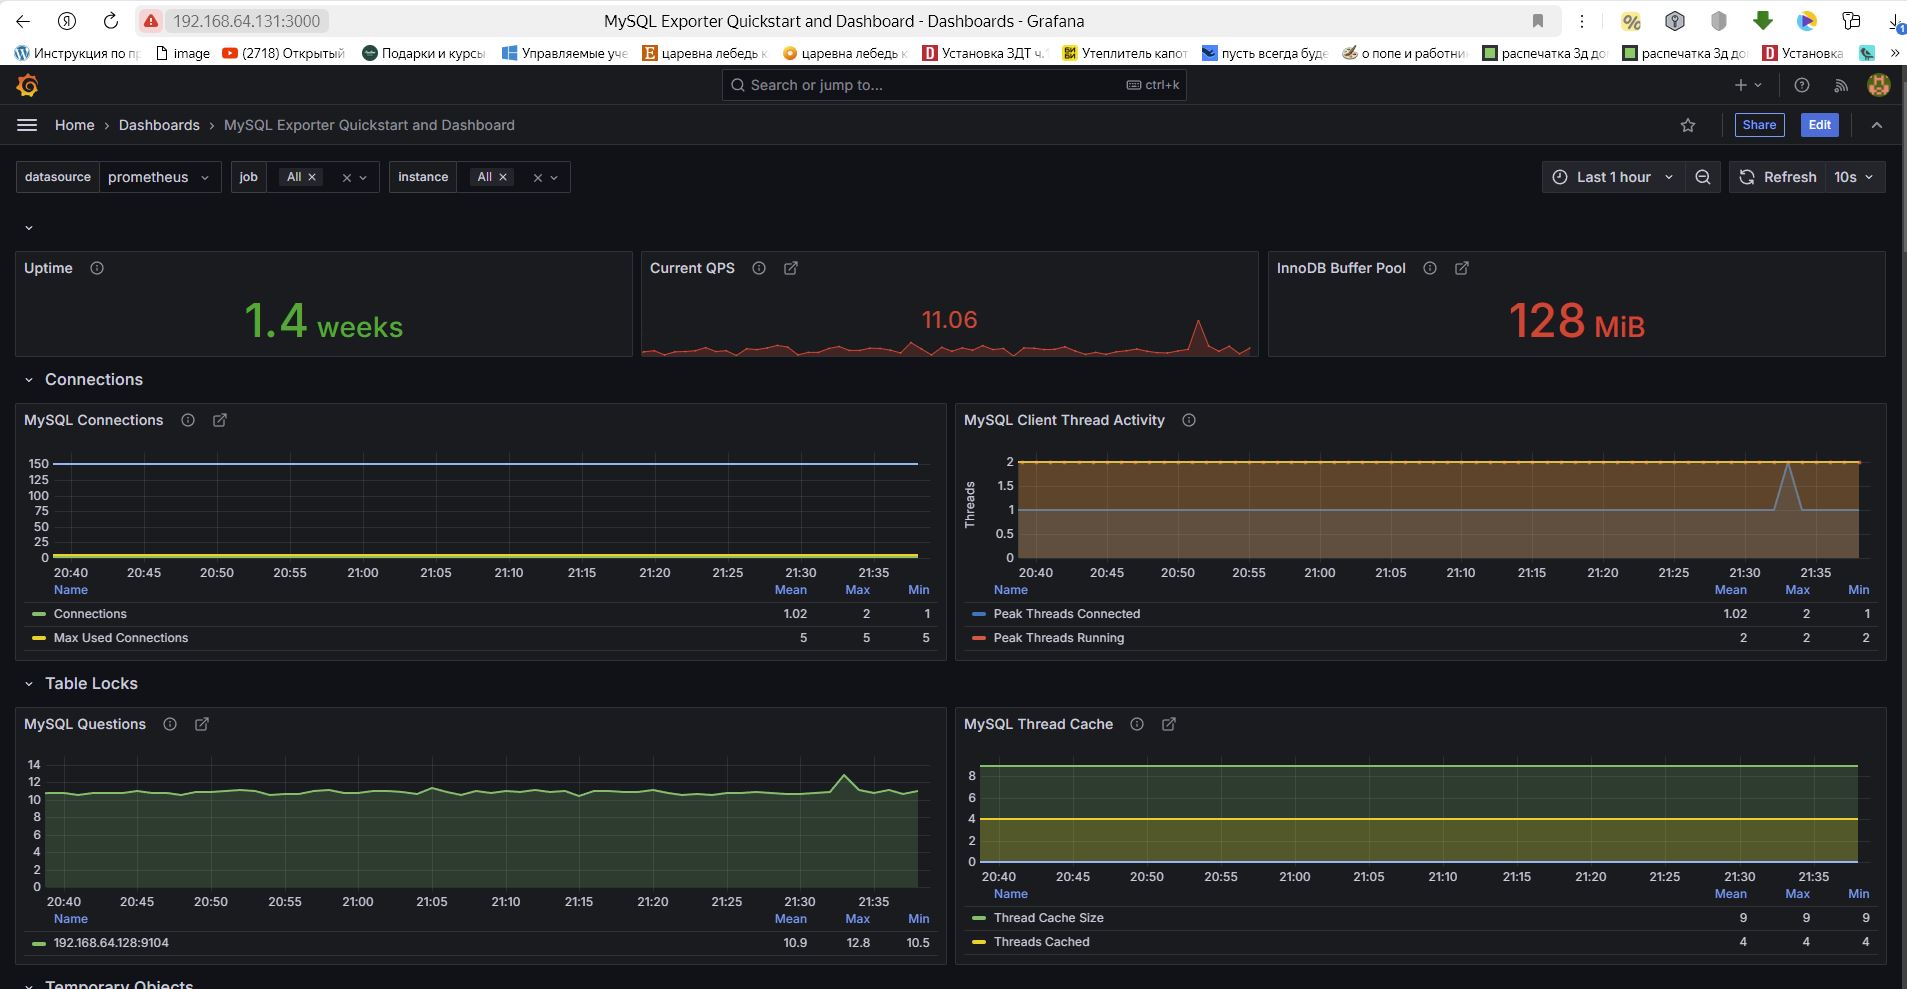 192.168.64.131:3000
MySQL Exporter Quickstart and Dashboard - Dashboards - Grafana
Инструкция по
image
(2718) Открытый
Подарки и курсы
Управляемые уче
царевна лебедь
царевна лебедь
Установка ЗДТ ч.
Утеплитель капот
пусть всегда буде
о попе и работни
распечатка 3д до
распечатка 3д до
Установка
Search or jump to...
ctrl+k
Home › Dashboards › MySQL Exporter Quickstart and Dashboard
Share
Edit
datasource prometheus
job All
instance All
Last 1 hour
Refresh 10s
Uptime
1.4 weeks
Current QPS
11.06
InnoDB Buffer Pool
128 MiB
Connections
MySQL Connections
150
125
100
75
50
25
0
20:40 20:45 20:50 20:55 21:00 21:05 21:10 21:15 21:20 21:25 21:30 21:35
Name Mean Max Min
Connections 1.02 2 1
Max Used Connections 5 5 5
MySQL Client Thread Activity
Threads
2
1.5
1
0.5
0
20:40 20:45 20:50 20:55 21:00 21:05 21:10 21:15 21:20 21:25 21:30 21:35
Name Mean Max Min
Peak Threads Connected 1.02 2 1
Peak Threads Running 2 2 2
Table Locks
MySQL Questions
14
12
10
8
6
4
2
0
20:40 20:45 20:50 20:55 21:00 21:05 21:10 21:15 21:20 21:25 21:30 21:35
Name Mean Max Min
192.168.64.128:9104 10.9 12.8 10.5
MySQL Thread Cache
8
6
4
2
0
20:40 20:45 20:50 20:55 21:00 21:05 21:10 21:15 21:20 21:25 21:30 21:35
Name Mean Max Min
Thread Cache Size 9 9 9
Threads Cached 4 4 4
Temporary Objects